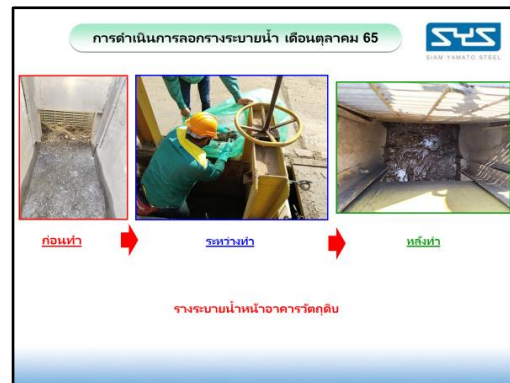 การดำเนินการลอกรางระบายน้ำ เดือนตุลาคม 65
SYS
SIAM YAMATO STEEL
ก่อนทำ
ระหว่างทำ
หลังทำ
รางระบายน้ำหน้าอาคารวัตถุดิบ